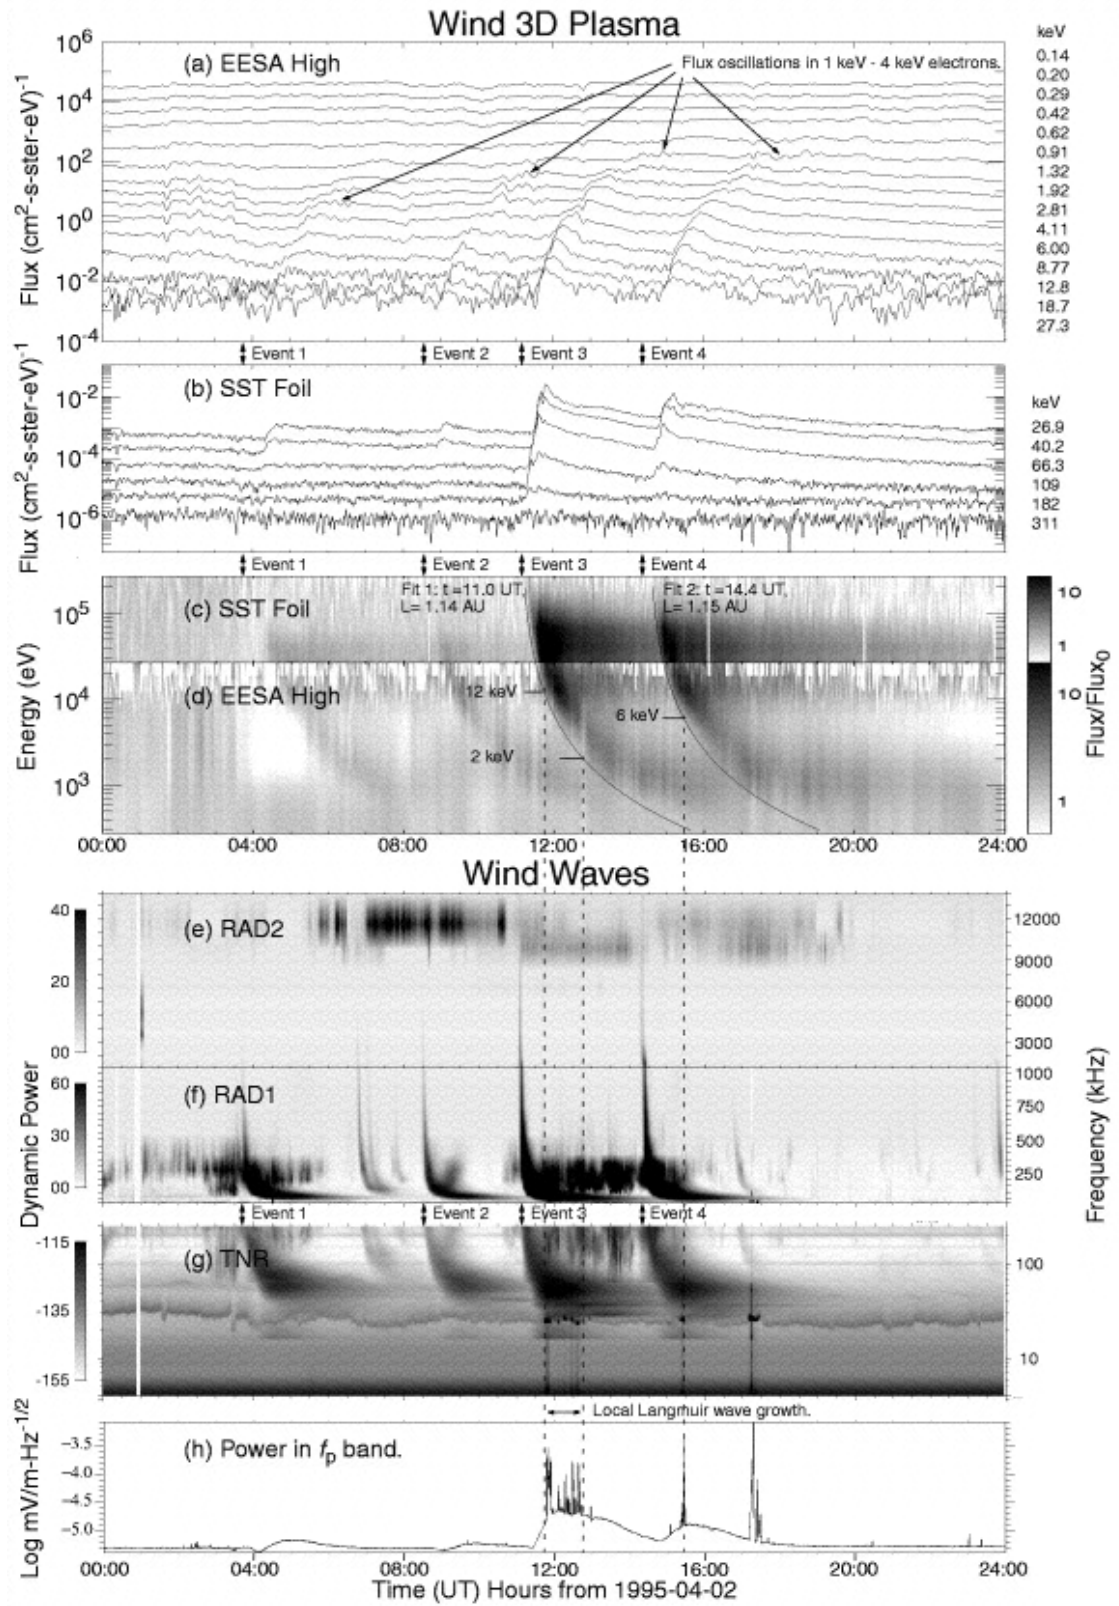 Wind 3D Plasma
(a) EESA High
Flux oscillations in 1 keV - 4 keV electrons.
Flux (cm²-s-ster-eV)⁻¹
10⁶
10⁴
10²
10⁰
10⁻²
10⁻⁴
keV
0.14
0.20
0.29
0.42
0.62
0.91
1.32
1.92
2.81
4.11
6.00
8.77
12.8
18.7
27.3
Event 1 Event 2 Event 3 Event 4
(b) SST Foil
Flux (cm²-s-ster-eV)⁻¹
10⁻²
10⁻⁴
10⁻⁶
keV
26.9
40.2
66.3
109
182
311
Event 1 Event 2 Event 3 Event 4
Fit 1: t =11.0 UT,
L= 1.14 AU
Fit 2: t =14.4 UT,
L= 1.15 AU
(c) SST Foil
(d) EESA High
12 keV
6 keV
2 keV
Energy (eV)
10⁵
10⁴
10³
10
1
10
1
Flux/Flux₀
00:00 04:00 08:00 12:00 16:00 20:00 24:00
Wind Waves
(e) RAD2
40
20
00
12000
9000
6000
3000
(f) RAD1
Dynamic Power
60
30
00
1000
750
500
250
Frequency (kHz)
Event 1 Event 2 Event 3 Event 4
(g) TNR
-115
-135
-155
100
10
Local Langmuir wave growth.
(h) Power in fₚ band.
Log mV/m-Hz⁻¹/²
-3.5
-4.0
-4.5
-5.0
00:00 04:00 08:00 12:00 16:00 20:00 24:00
Time (UT) Hours from 1995-04-02